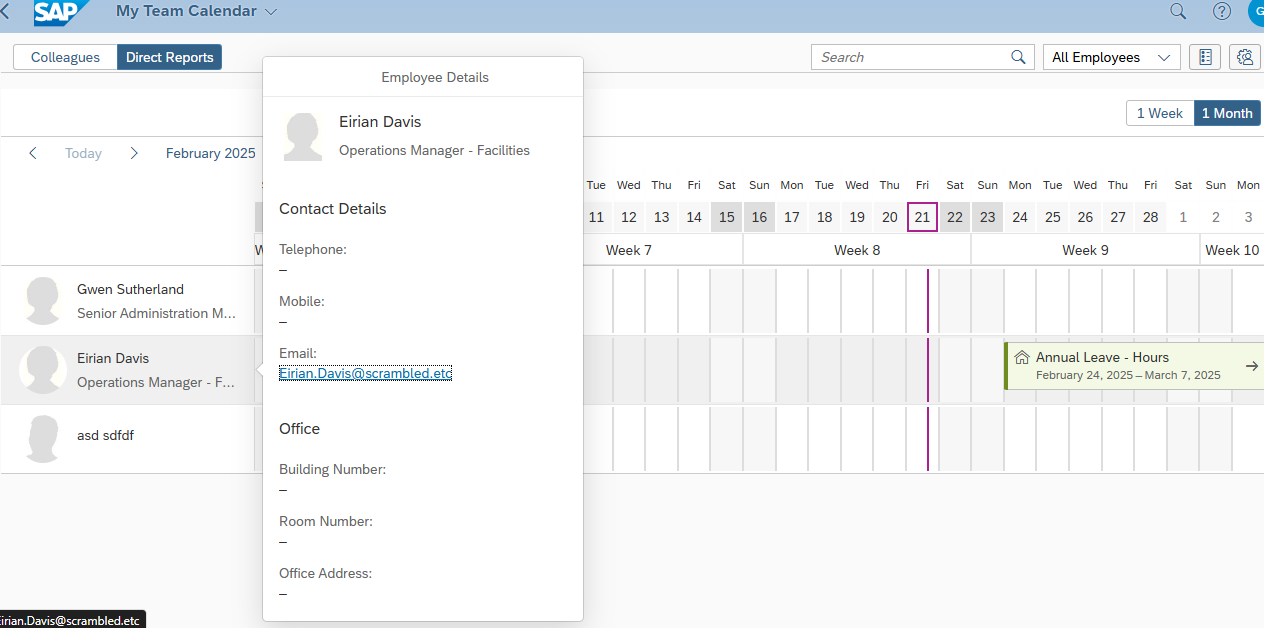 SAP My Team Calendar
G
Colleagues Direct Reports
Search
All Employees
Employee Details
Eirian Davis
Operations Manager - Facilities
1 Week 1 Month
Today February 2025
Contact Details
Telephone:
–
Mobile:
–
Email:
Eirian.Davis@scrambled.etc
Office
Building Number:
–
Room Number:
–
Office Address:
–
Tue Wed Thu Fri Sat Sun Mon Tue Wed Thu Fri Sat Sun Mon Tue Wed Thu Fri Sat Sun Mon
11 12 13 14 15 16 17 18 19 20 21 22 23 24 25 26 27 28 1 2 3
Week 7 Week 8 Week 9 Week 10
Gwen Sutherland
Senior Administration M...
Eirian Davis
Operations Manager - F...
Annual Leave - Hours
February 24, 2025 – March 7, 2025
asd sdfdf
irian.Davis@scrambled.etc